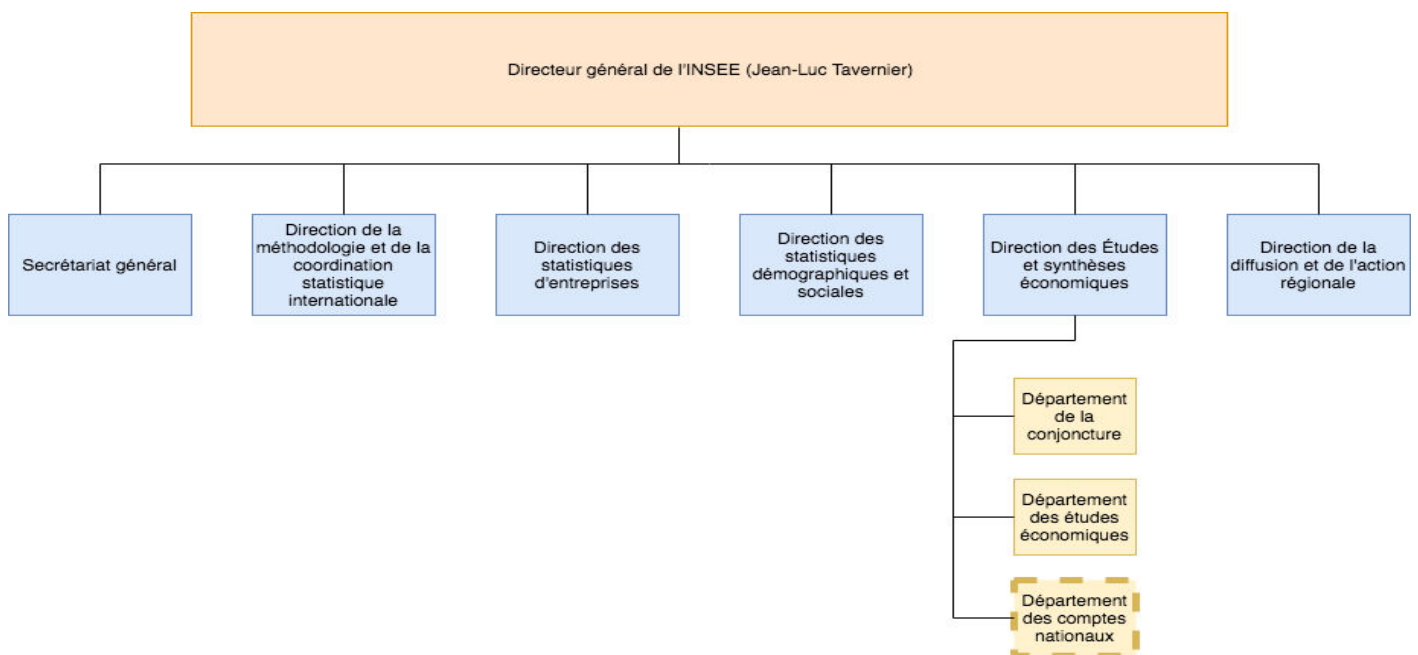 Directeur général de l'INSEE (Jean-Luc Tavernier)
Secrétariat général
Direction de la
méthodologie et de la
coordination
statistique
internationale
Direction des
statistiques
d'entreprises
Direction des
statistiques
démographiques et
sociales
Direction des Études
et synthèses
économiques
Direction de la
diffusion et de l'action
régionale
Département
de la
conjoncture
Département
des études
économiques
Département
des comptes
nationaux